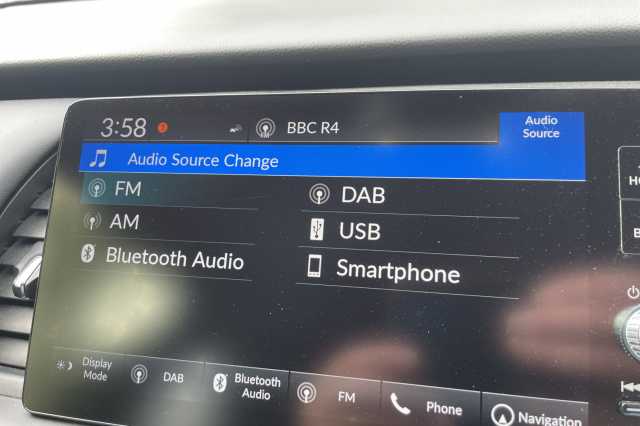 3:58
FM
BBC R4
Audio
Source
Audio Source Change
FM
DAB
AM
USB
Bluetooth Audio
Smartphone
Display
Mode
DAB
Bluetooth
Audio
FM
Phone
Navigation